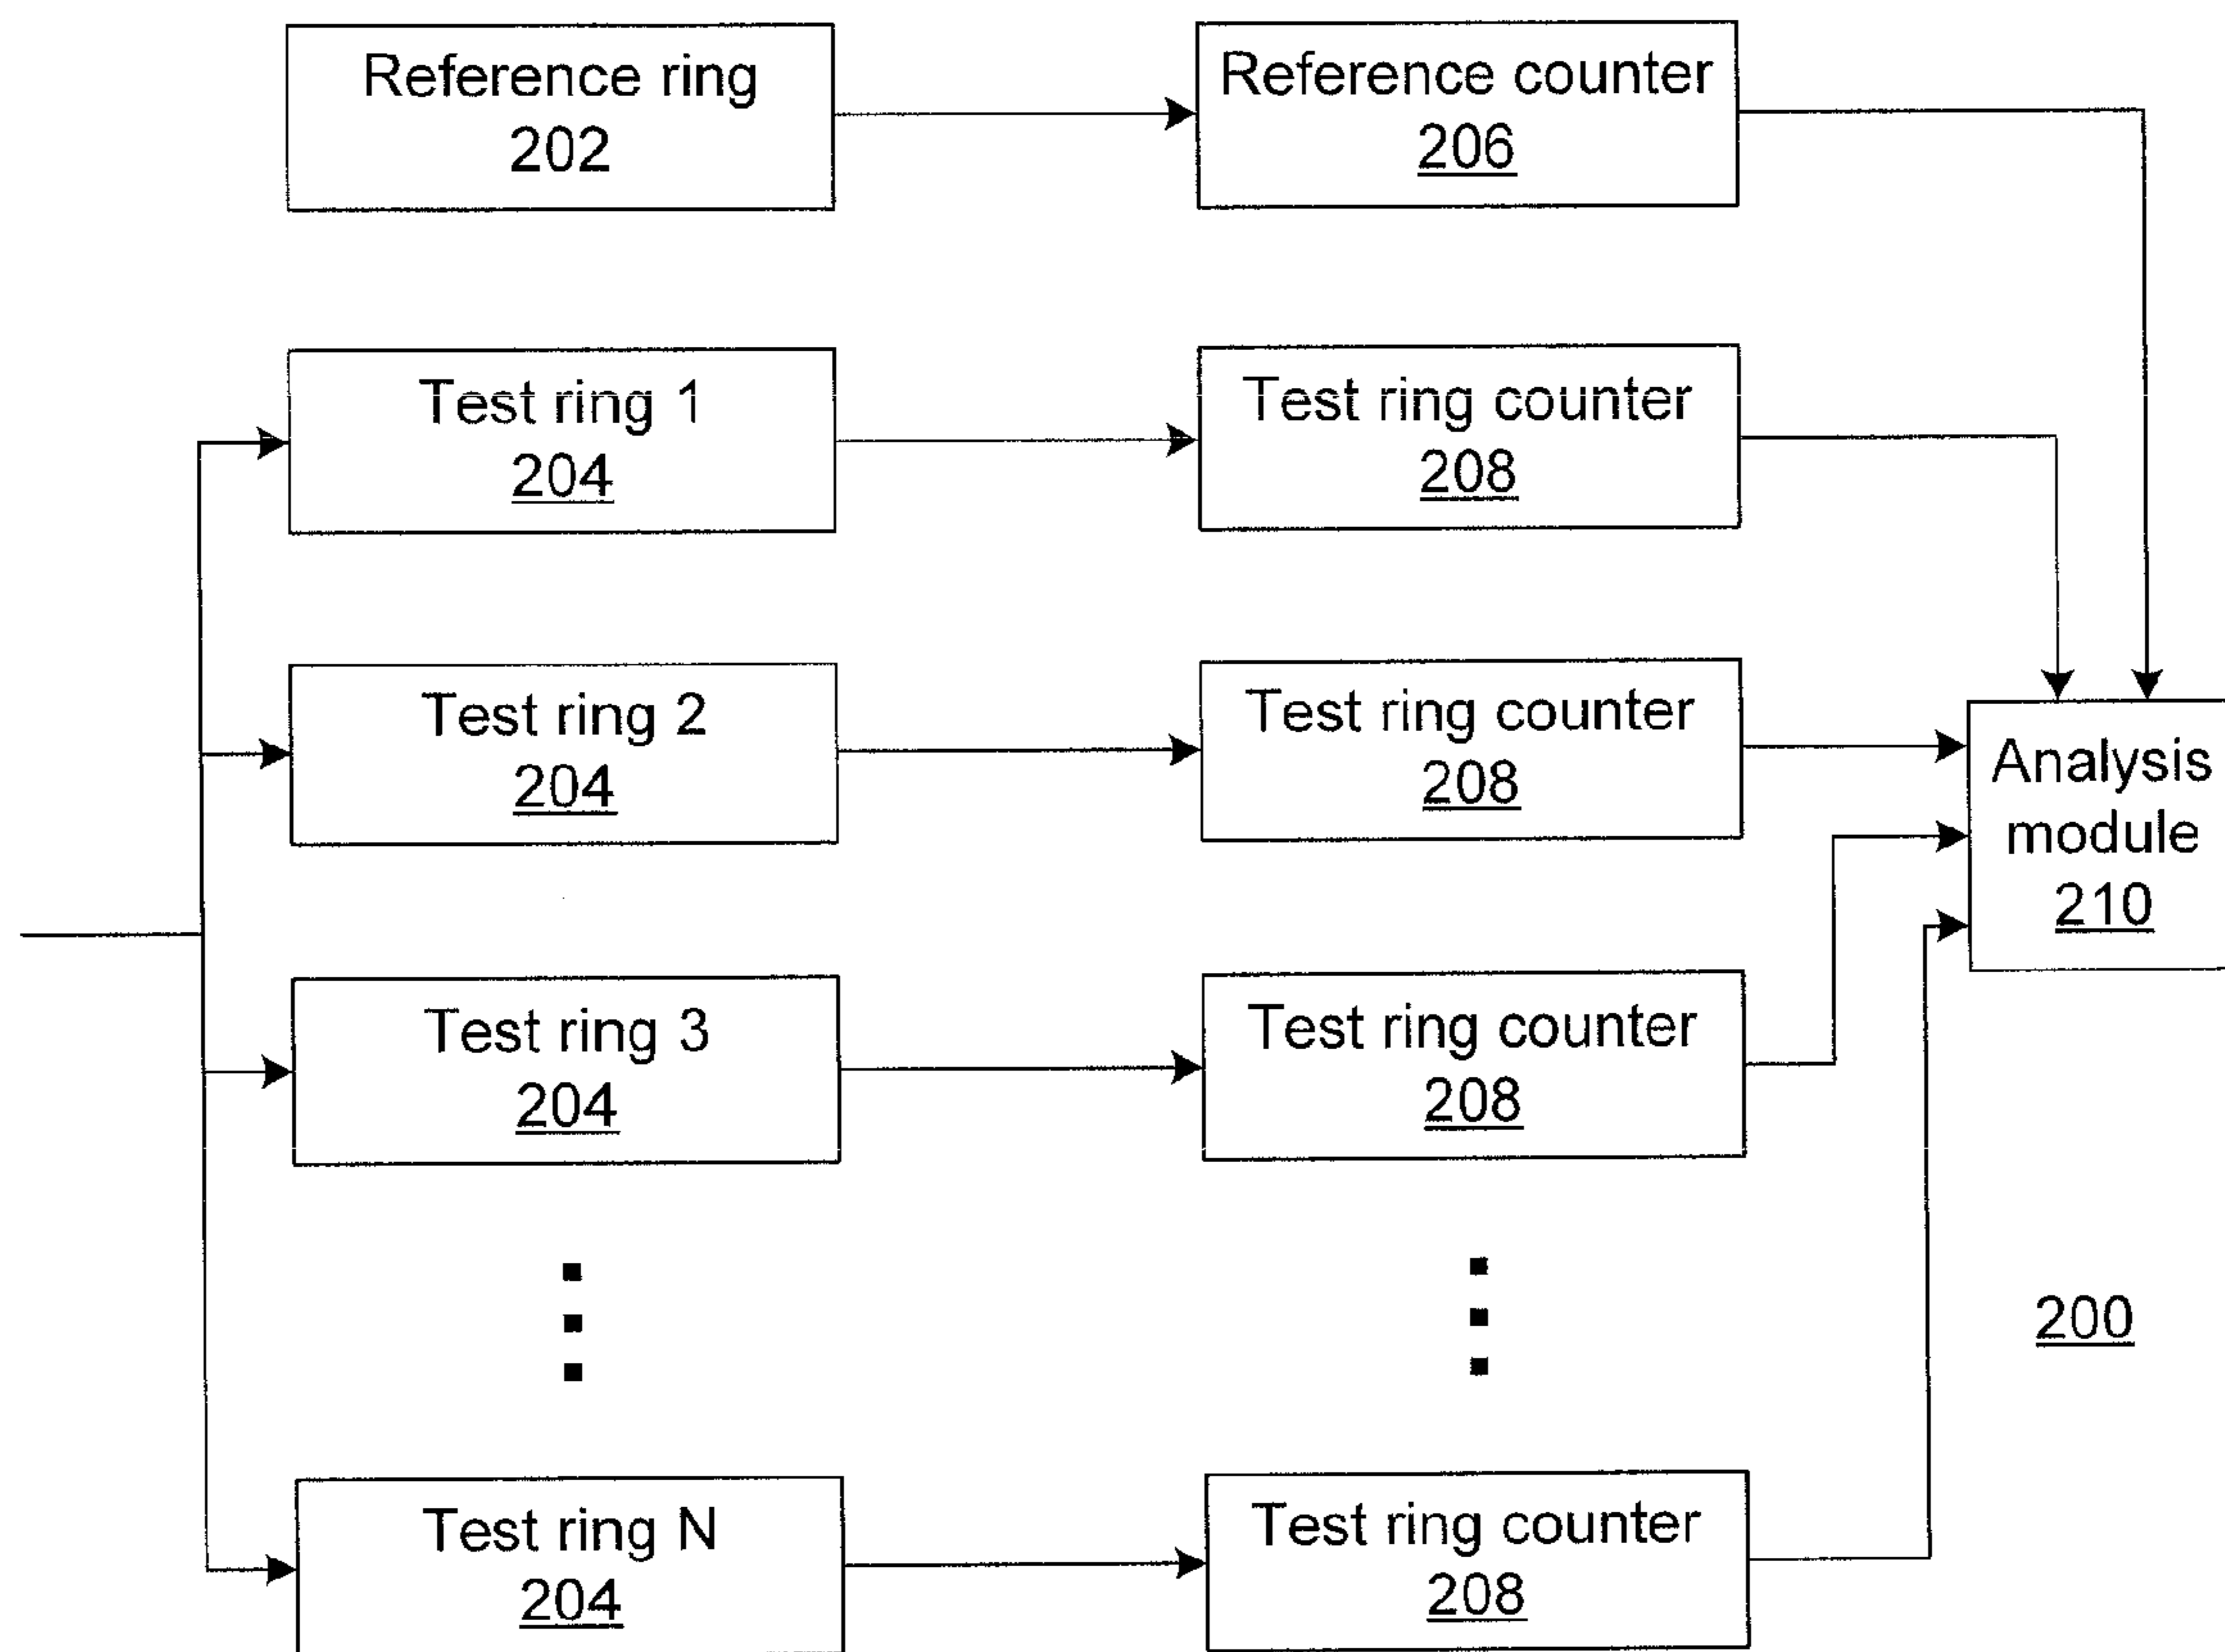 Reference ring
202
Reference counter
206
Test ring 1
204
Test ring counter
208
Test ring 2
204
Test ring counter
208
Analysis
module
210
Test ring 3
204
Test ring counter
208
200
Test ring N
204
Test ring counter
208